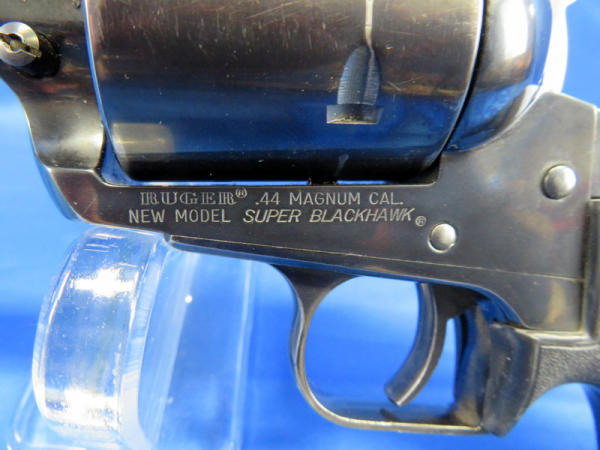 RUGER® .44 MAGNUM CAL.
NEW MODEL SUPER BLACKHAWK®